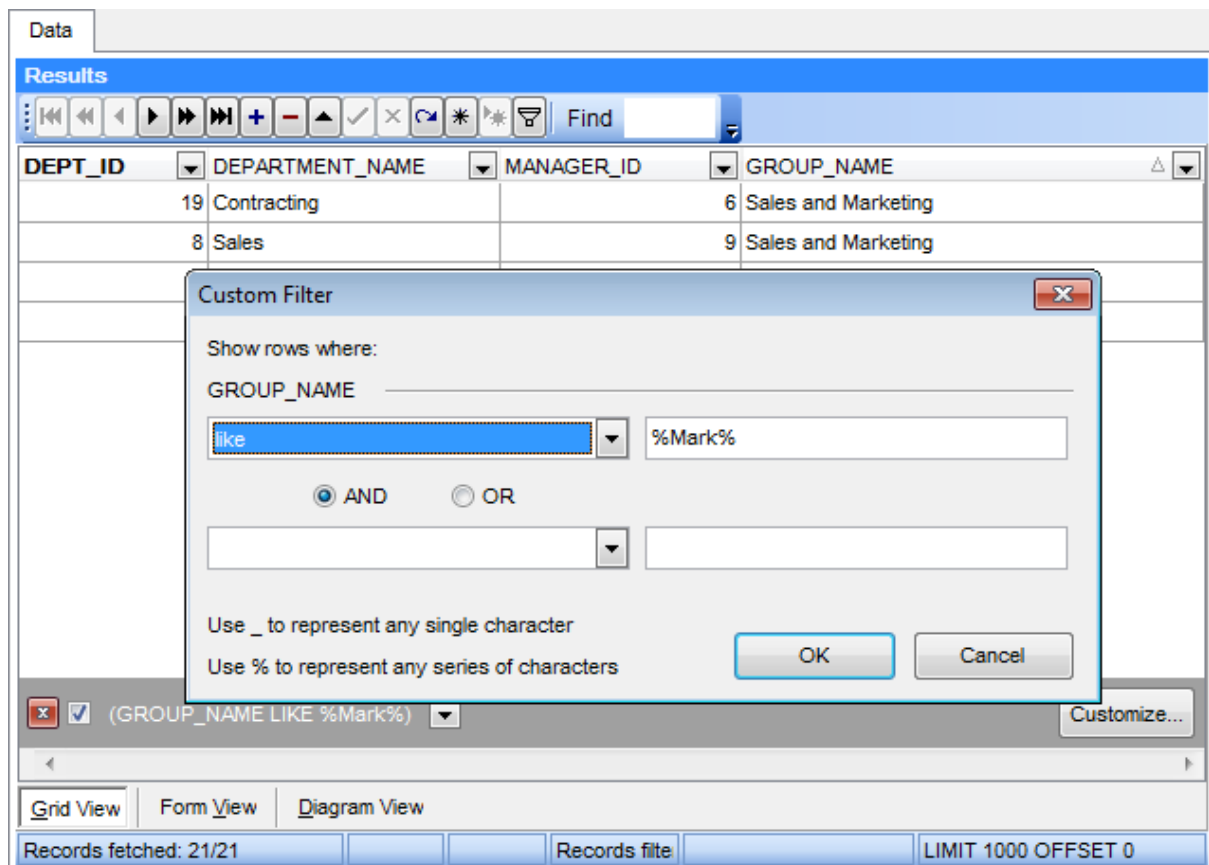 Data
Results
Find
DEPT_ID DEPARTMENT_NAME MANAGER_ID GROUP_NAME
19 Contracting 6 Sales and Marketing
8 Sales 9 Sales and Marketing
Custom Filter
Show rows where:
GROUP_NAME
like %Mark%
AND OR
Use _ to represent any single character
Use % to represent any series of characters
OK Cancel
(GROUP_NAME LIKE %Mark%) Customize...
Grid View Form View Diagram View
Records fetched: 21/21 Records filte LIMIT 1000 OFFSET 0